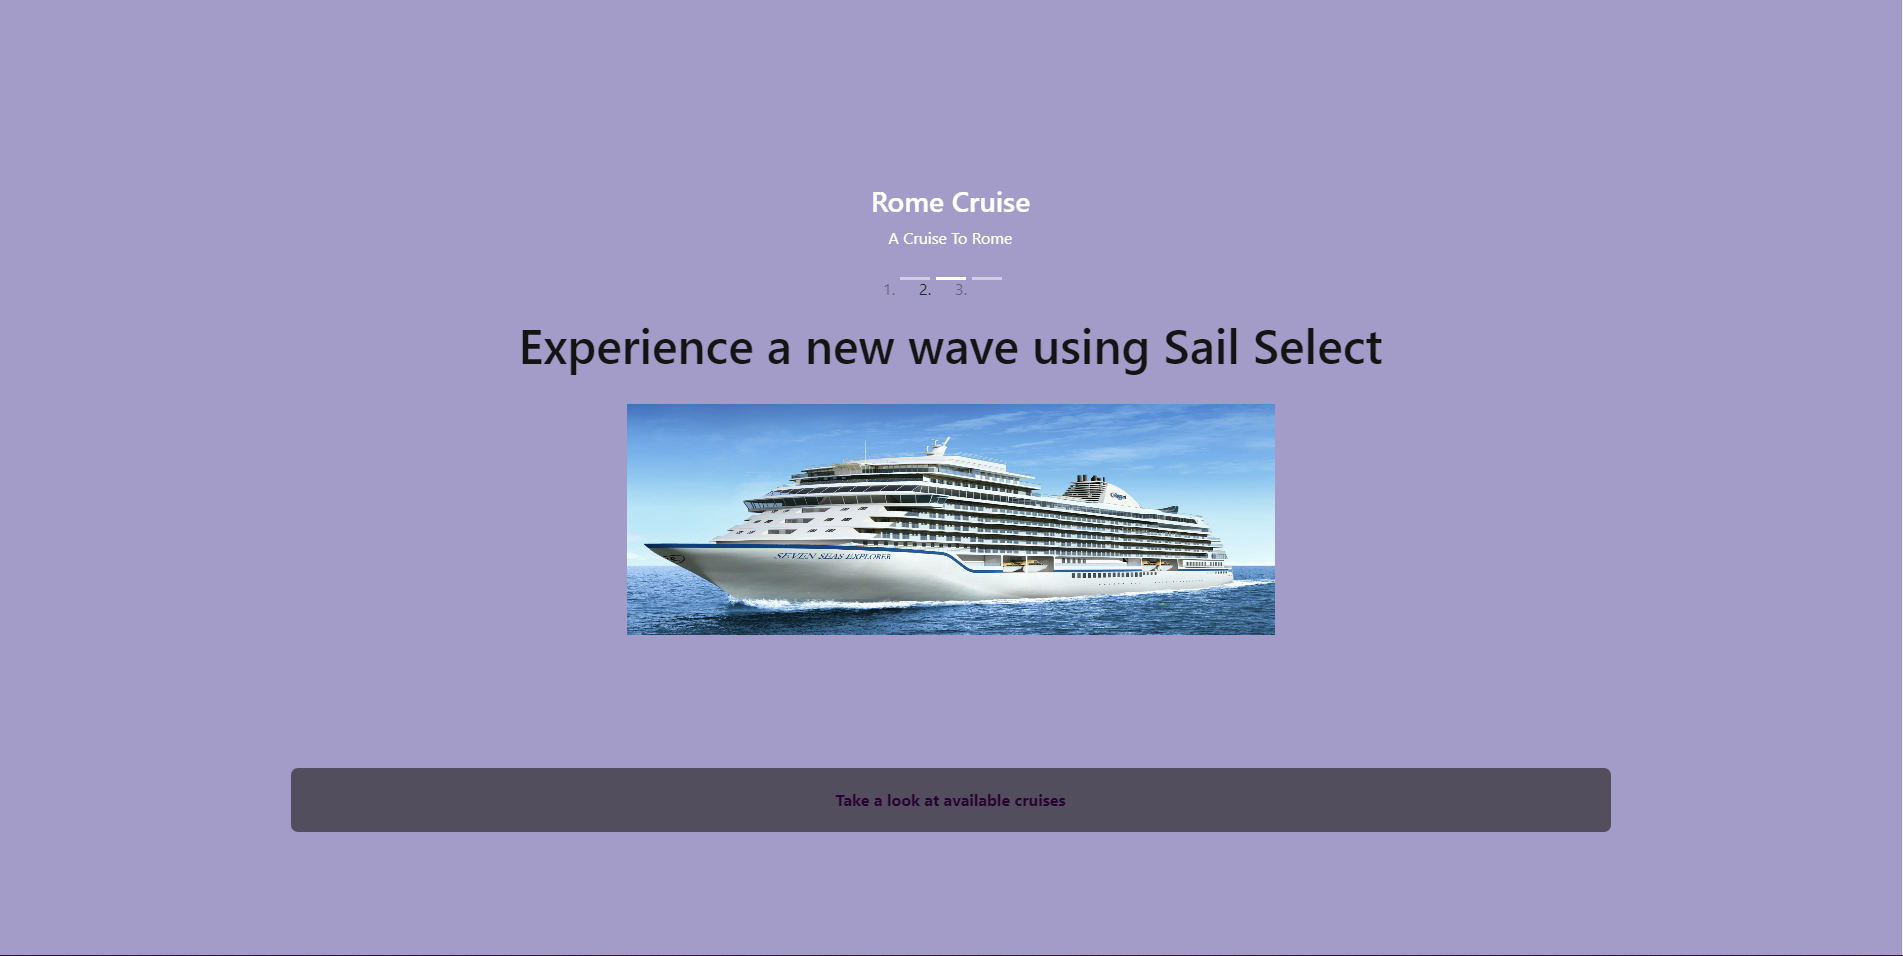 Rome Cruise
A Cruise To Rome
1. 2. 3.
Experience a new wave using Sail Select
SEVEN SEAS EXPLORER
Take a look at available cruises